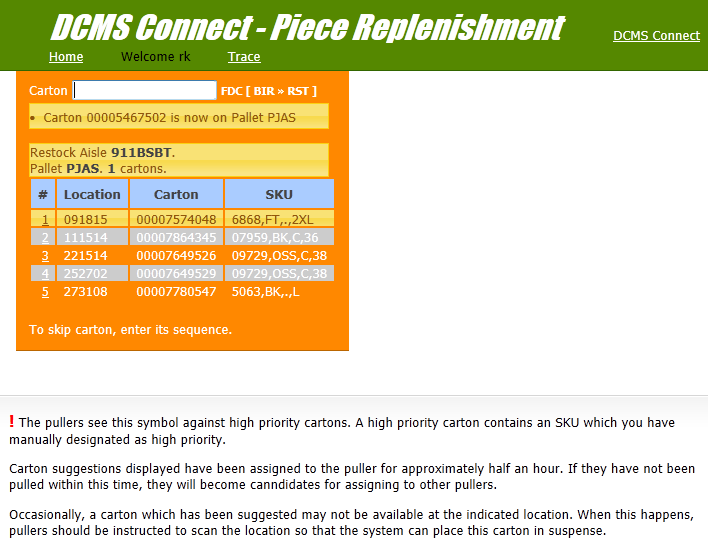 DCMS Connect - Piece Replenishment
DCMS Connect
Home Welcome rk Trace
Carton FDC [ BIR » RST ]
• Carton 00005467502 is now on Pallet PJAS
Restock Aisle 911BSBT.
Pallet PJAS. 1 cartons.
# Location Carton SKU
1 091815 00007574048 6868,FT,.,2XL
2 111514 00007864345 07959,BK,C,36
3 221514 00007649526 09729,OSS,C,38
4 252702 00007649529 09729,OSS,C,38
5 273108 00007780547 5063,BK,.,L
To skip carton, enter its sequence.
! The pullers see this symbol against high priority cartons. A high priority carton contains an SKU which you have
manually designated as high priority.
Carton suggestions displayed have been assigned to the puller for approximately half an hour. If they have not been
pulled within this time, they will become canndidates for assigning to other pullers.
Occasionally, a carton which has been suggested may not be available at the indicated location. When this happens,
pullers should be instructed to scan the location so that the system can place this carton in suspense.